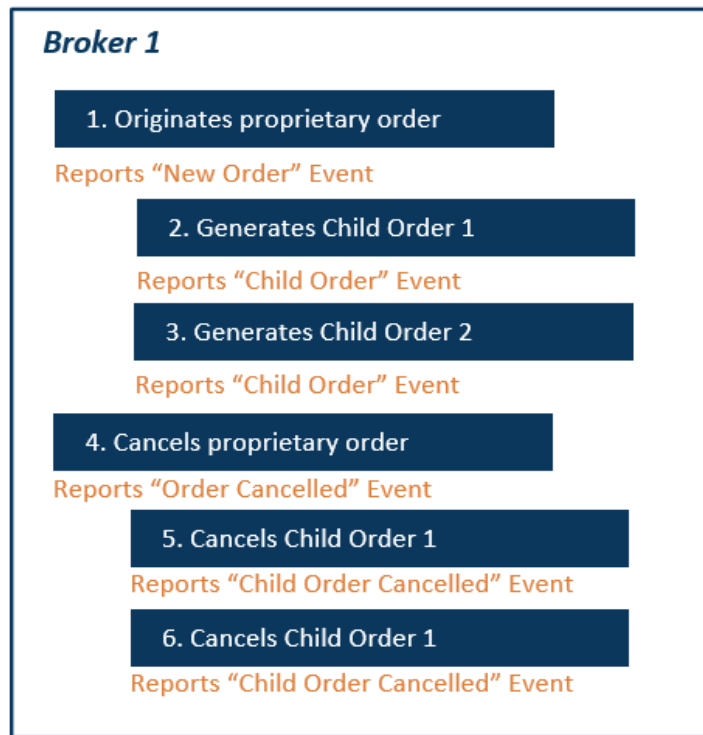 Broker 1
1. Originates proprietary order
Reports “New Order” Event
2. Generates Child Order 1
Reports “Child Order” Event
3. Generates Child Order 2
Reports “Child Order” Event
4. Cancels proprietary order
Reports “Order Cancelled” Event
5. Cancels Child Order 1
Reports “Child Order Cancelled” Event
6. Cancels Child Order 1
Reports “Child Order Cancelled” Event